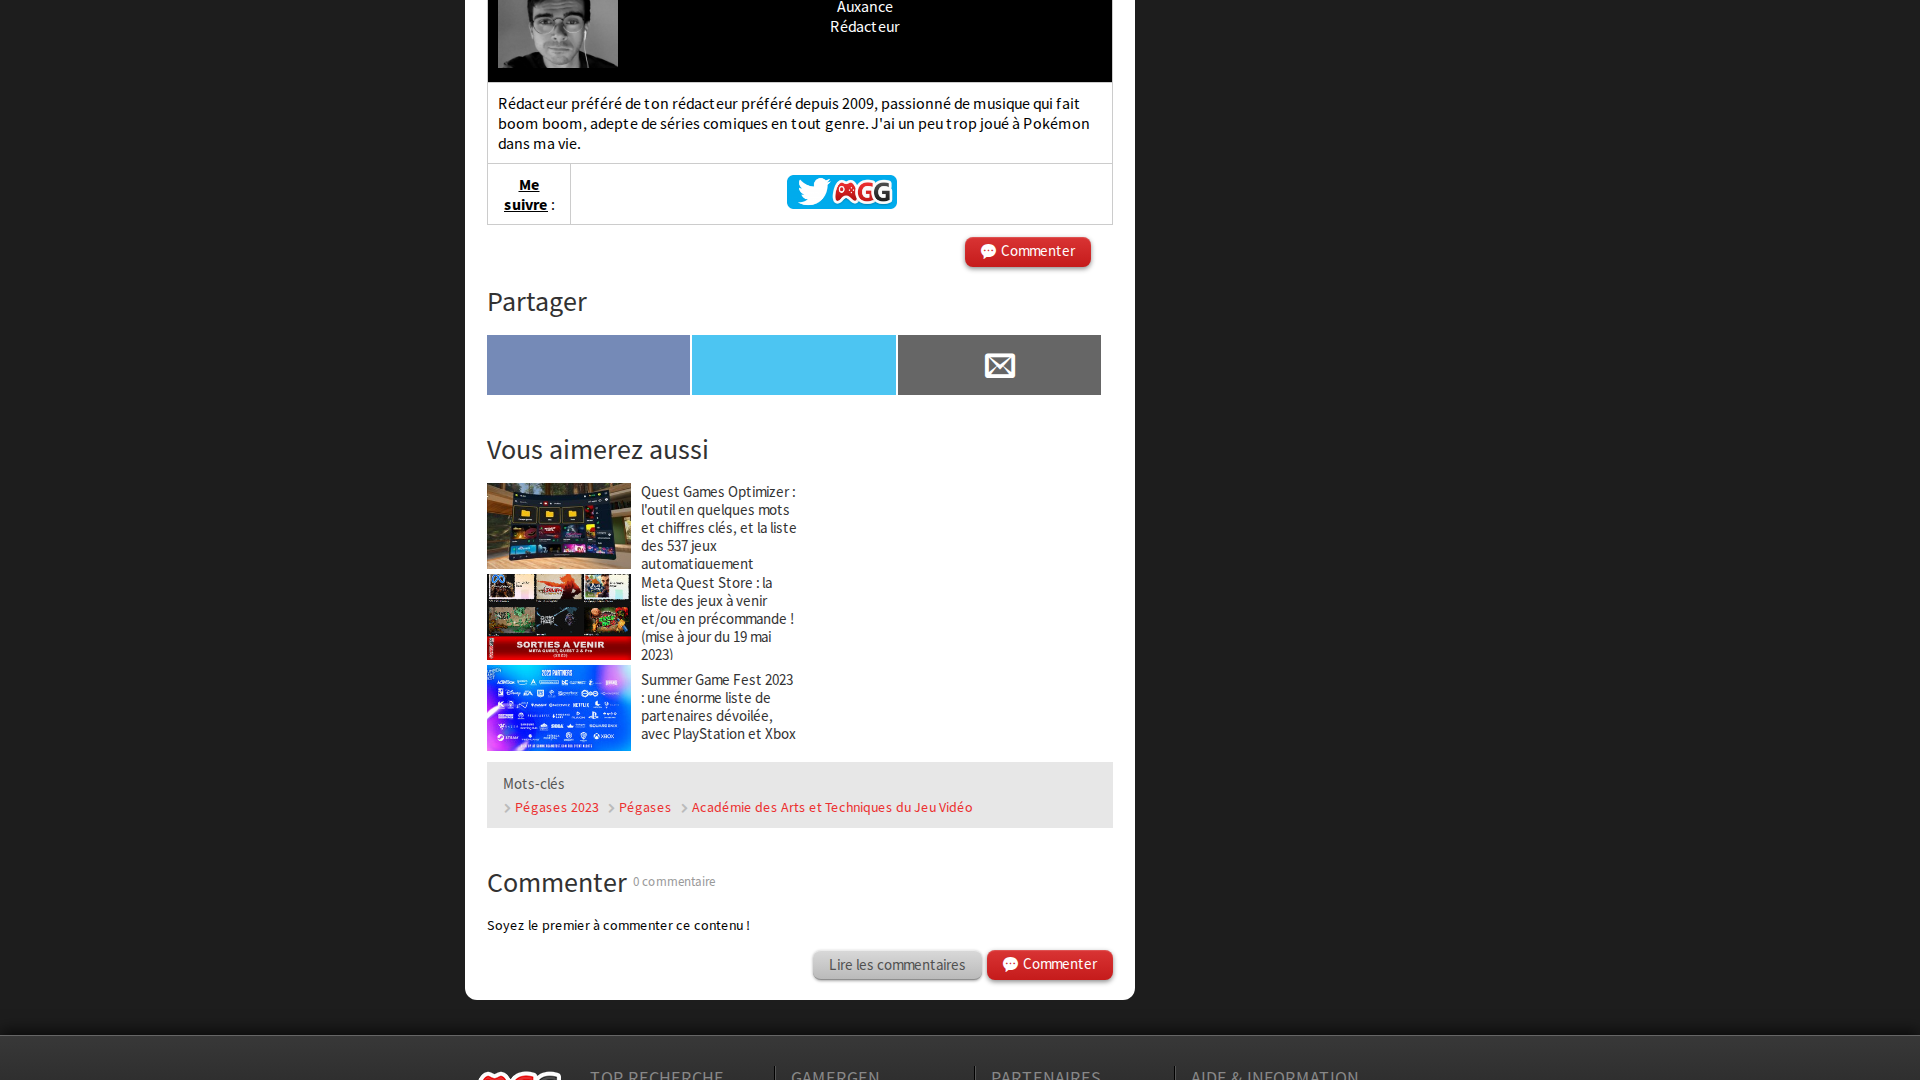 Auxance
Rédacteur
Rédacteur préféré de ton rédacteur préféré depuis 2009, passionné de musique qui fait
boom boom, adepte de séries comiques en tout genre. J'ai un peu trop joué à Pokémon
dans ma vie.
Me
suivre :
GG
Commenter
Partager
Vous aimerez aussi
Quest Games Optimizer :
l'outil en quelques mots
et chiffres clés, et la liste
des 537 jeux
automatiquement
SORTIES A VENIR
Meta Quest Store : la
liste des jeux à venir
et/ou en précommande !
(mise à jour du 19 mai
2023)
2023 PARTNERS
Summer Game Fest 2023
: une énorme liste de
partenaires dévoilée,
avec PlayStation et Xbox
Mots-clés
Pégases 2023 Pégases Académie des Arts et Techniques du Jeu Vidéo
Commenter 0 commentaire
Soyez le premier à commenter ce contenu !
Lire les commentaires Commenter
TOP RECHERCHE GAMERGEN PARTENAIRES AIDE & INFORMATION